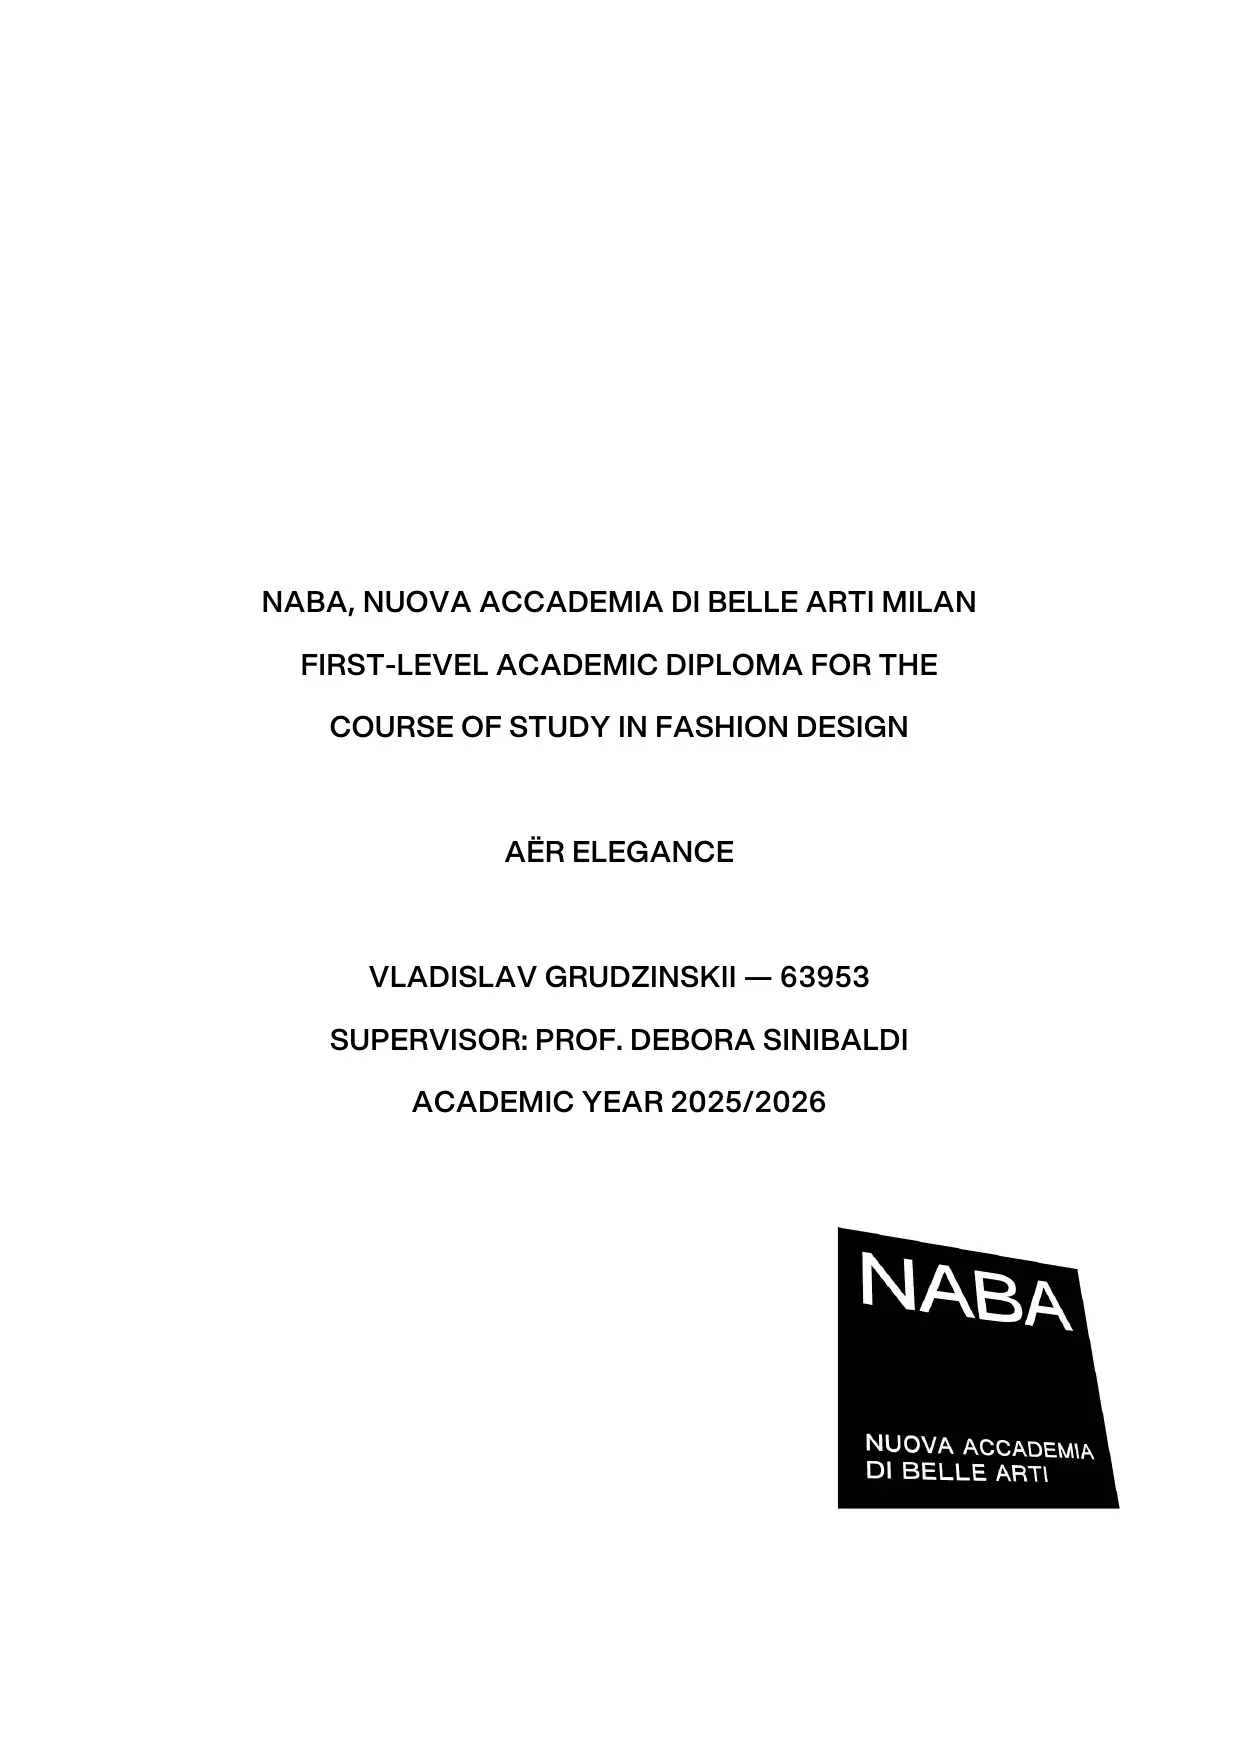 NABA, NUOVA ACCADEMIA DI BELLE ARTI MILAN
FIRST-LEVEL ACADEMIC DIPLOMA FOR THE
COURSE OF STUDY IN FASHION DESIGN
AËR ELEGANCE
VLADISLAV GRUDZINSKII — 63953
SUPERVISOR: PROF. DEBORA SINIBALDI
ACADEMIC YEAR 2025/2026
NABA
NUOVA ACCADEMIA
DI BELLE ARTI